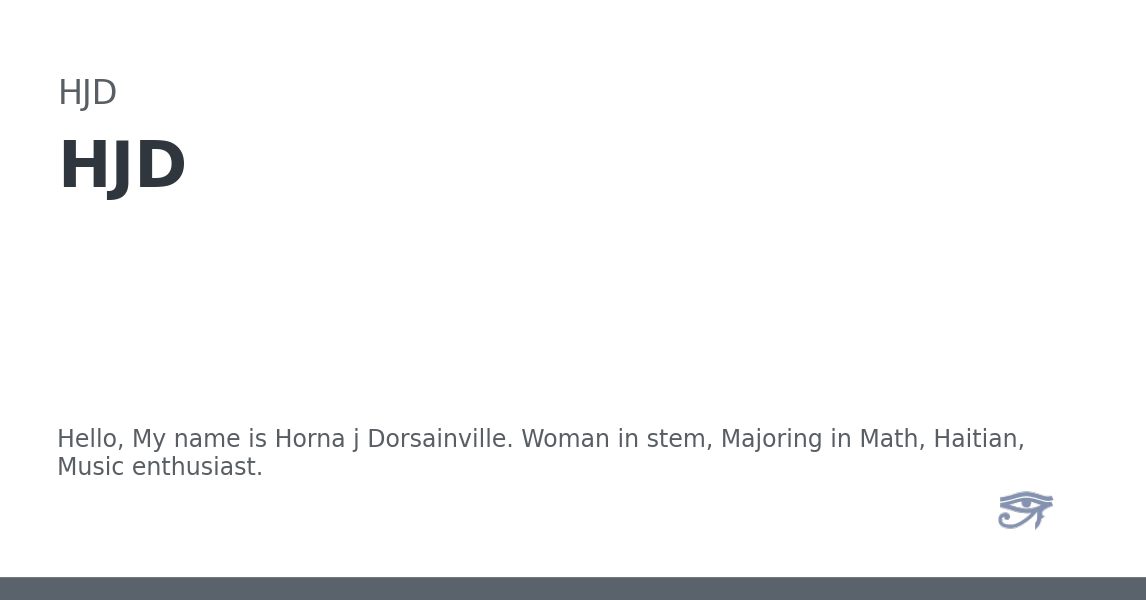 HJD
HJD
Hello, My name is Horna j Dorsainville. Woman in stem, Majoring in Math, Haitian,
Music enthusiast.